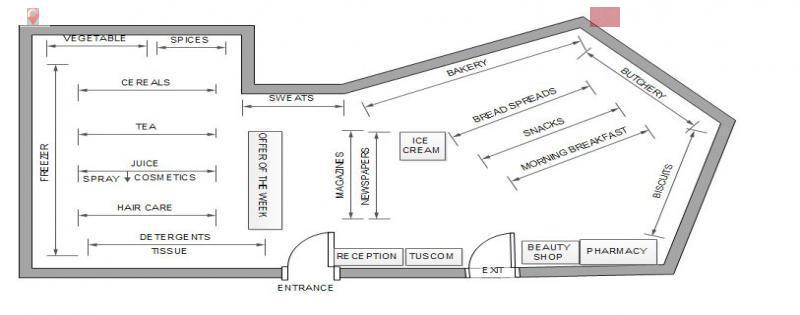 VEGETABLE
SPICES
BAKERY
BUTCHERY
CEREALS
SWEATS
BREAD SPREADS
TEA
SNACKS
OFFER OF THE WEEK
MAGAZINES
NEWSPAPERS
ICE
CREAM
MORNING BREAKFAST
FREEZER
JUICE
SPRAY COSMETICS
BISCUITS
HAIR CARE
DETERGENTS
TISSUE
RECEPTION
TUSCOM
EXIT
BEAUTY
SHOP
PHARMACY
ENTRANCE